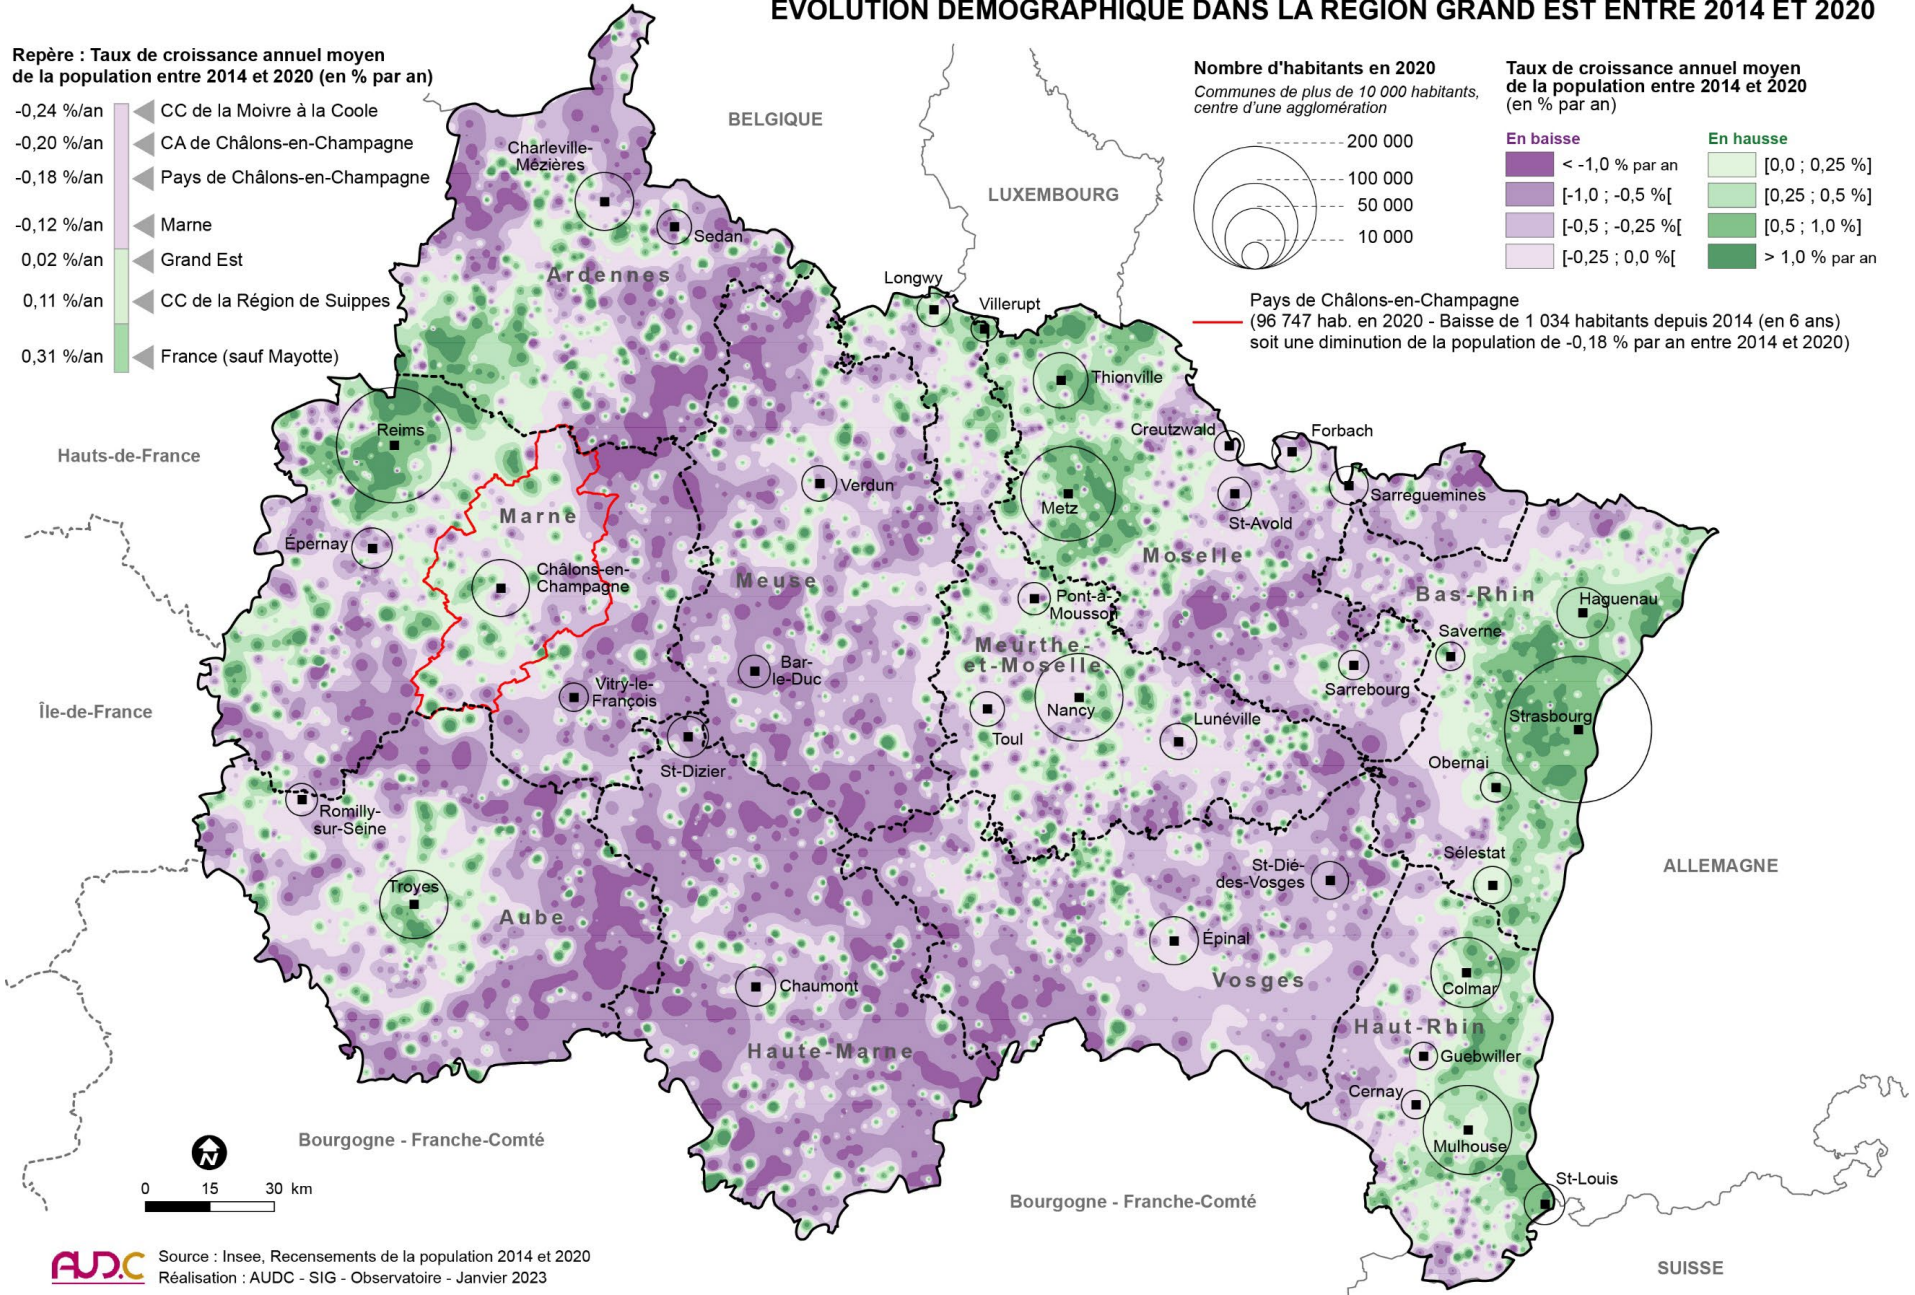 EVOLUTION DEMOGRAPHIQUE DANS LA REGION GRAND EST ENTRE 2014 ET 2020
Repère : Taux de croissance annuel moyen
de la population entre 2014 et 2020 (en % par an)
-0,24 %/an CC de la Moivre à la Coole
-0,20 %/an CA de Châlons-en-Champagne
-0,18 %/an Pays de Châlons-en-Champagne
-0,12 %/an Marne
0,02 %/an Grand Est
0,11 %/an CC de la Région de Suippes
0,31 %/an France (sauf Mayotte)
Nombre d'habitants en 2020
Communes de plus de 10 000 habitants,
centre d'une agglomération
200 000
100 000
50 000
10 000
Taux de croissance annuel moyen
de la population entre 2014 et 2020
(en % par an)
En baisse
< -1,0 % par an
[-1,0 ; -0,5 %[
[-0,5 ; -0,25 %[
[-0,25 ; 0,0 %[
En hausse
[0,0 ; 0,25 %]
[0,25 ; 0,5 %]
[0,5 ; 1,0 %]
> 1,0 % par an
Pays de Châlons-en-Champagne
(96 747 hab. en 2020 - Baisse de 1 034 habitants depuis 2014 (en 6 ans)
soit une diminution de la population de -0,18 % par an entre 2014 et 2020)
BELGIQUE
LUXEMBOURG
Charleville-
Mézières
Sedan
Ardennes
Longwy
Villerupt
Thionville
Reims
Hauts-de-France
Creutzwald
Forbach
Verdun
Sarreguemines
Metz
St-Avold
Marne
Épernay
Moselle
Châlons-en-
Champagne
Meuse
Pont-à-
Mousson
Bas-Rhin
Haguenau
Saverne
Meurthe-
et-Moselle
Bar-
le-Duc
Sarrebourg
Vitry-le-
François
Île-de-France
Nancy
Strasbourg
Lunéville
Toul
Obernai
St-Dizier
Romilly-
sur-Seine
Sélestat
ALLEMAGNE
St-Dié-
des-Vosges
Troyes
Aube
Épinal
Vosges
Chaumont
Colmar
Haut-Rhin
Haute-Marne
Guebwiller
Cernay
Bourgogne - Franche-Comté
Mulhouse
N
St-Louis
0 15 30 km
Bourgogne - Franche-Comté
SUISSE
AUD.C
Source : Insee, Recensements de la population 2014 et 2020
Réalisation : AUDC - SIG - Observatoire - Janvier 2023